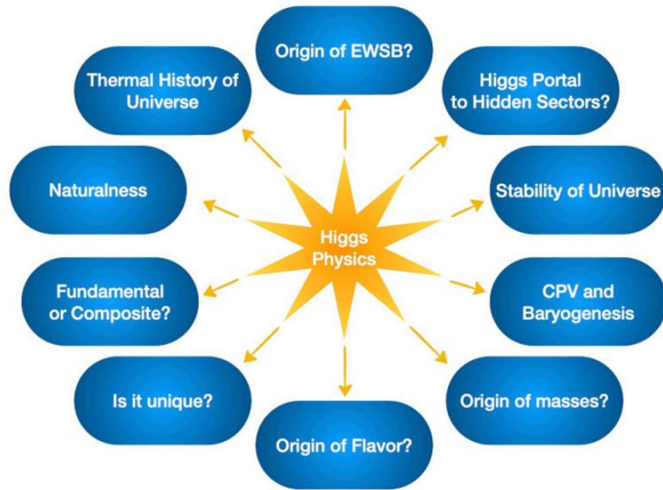 Origin of EWSB?
Thermal History of
Universe
Higgs Portal
to Hidden Sectors?
Naturalness
Stability of Universe
Higgs
Physics
Fundamental
or Composite?
CPV and
Baryogenesis
Is it unique?
Origin of masses?
Origin of Flavor?